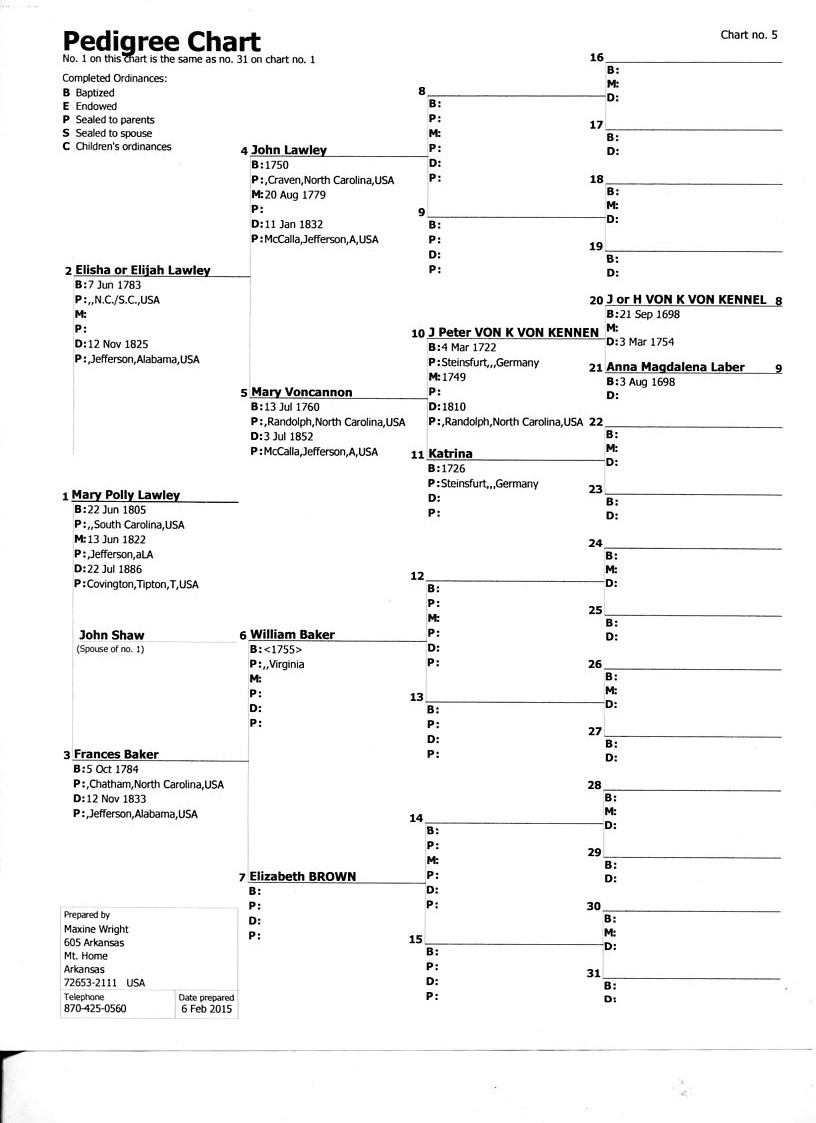 Pedigree Chart
Chart no. 5
No. 1 on this chart is the same as no. 31 on chart no. 1
Completed Ordinances:
B Baptized
E Endowed
P Sealed to parents
S Sealed to spouse
C Children's ordinances
1 Mary Polly Lawley
B:22 Jun 1805
P:,,South Carolina,USA
M:13 Jun 1822
P:,Jefferson,aLA
D:22 Jul 1886
P:Covington,Tipton,T,USA
John Shaw
(Spouse of no. 1)
2 Elisha or Elijah Lawley
B:7 Jun 1783
P:,,N.C./S.C.,USA
M:
P:
D:12 Nov 1825
P:,Jefferson,Alabama,USA
3 Frances Baker
B:5 Oct 1784
P:,Chatham,North Carolina,USA
D:12 Nov 1833
P:,Jefferson,Alabama,USA
4 John Lawley
B:1750
P:,Craven,North Carolina,USA
M:20 Aug 1779
P:
D:11 Jan 1832
P:McCalla,Jefferson,A,USA
5 Mary Voncannon
B:13 Jul 1760
P:,Randolph,North Carolina,USA
D:3 Jul 1852
P:McCalla,Jefferson,A,USA
6 William Baker
B:<1755>
P:,,Virginia
M:
P:
D:
P:
7 Elizabeth BROWN
B:
P:
D:
P:
8
B:
P:
M:
P:
D:
P:
9
B:
P:
D:
P:
10 J Peter VON K VON KENNEN
B:4 Mar 1722
P:Steinsfurt,,,Germany
M:1749
P:
D:1810
P:,Randolph,North Carolina,USA
11 Katrina
B:1726
P:Steinsfurt,,,Germany
D:
P:
12
B:
P:
M:
P:
D:
P:
13
B:
P:
D:
P:
14
B:
P:
M:
P:
D:
P:
15
B:
P:
D:
P:
16
B:
M:
D:
17
B:
D:
18
B:
M:
D:
19
B:
D:
20 J or H VON K VON KENNEL 8
B:21 Sep 1698
M:
D:3 Mar 1754
21 Anna Magdalena Laber 9
B:3 Aug 1698
D:
22
B:
M:
D:
23
B:
D:
24
B:
M:
D:
25
B:
D:
26
B:
M:
D:
27
B:
D:
28
B:
M:
D:
29
B:
D:
30
B:
M:
D:
31
B:
D:
Prepared by
Maxine Wright
605 Arkansas
Mt. Home
Arkansas
72653-2111 USA
Telephone
870-425-0560
Date prepared
6 Feb 2015